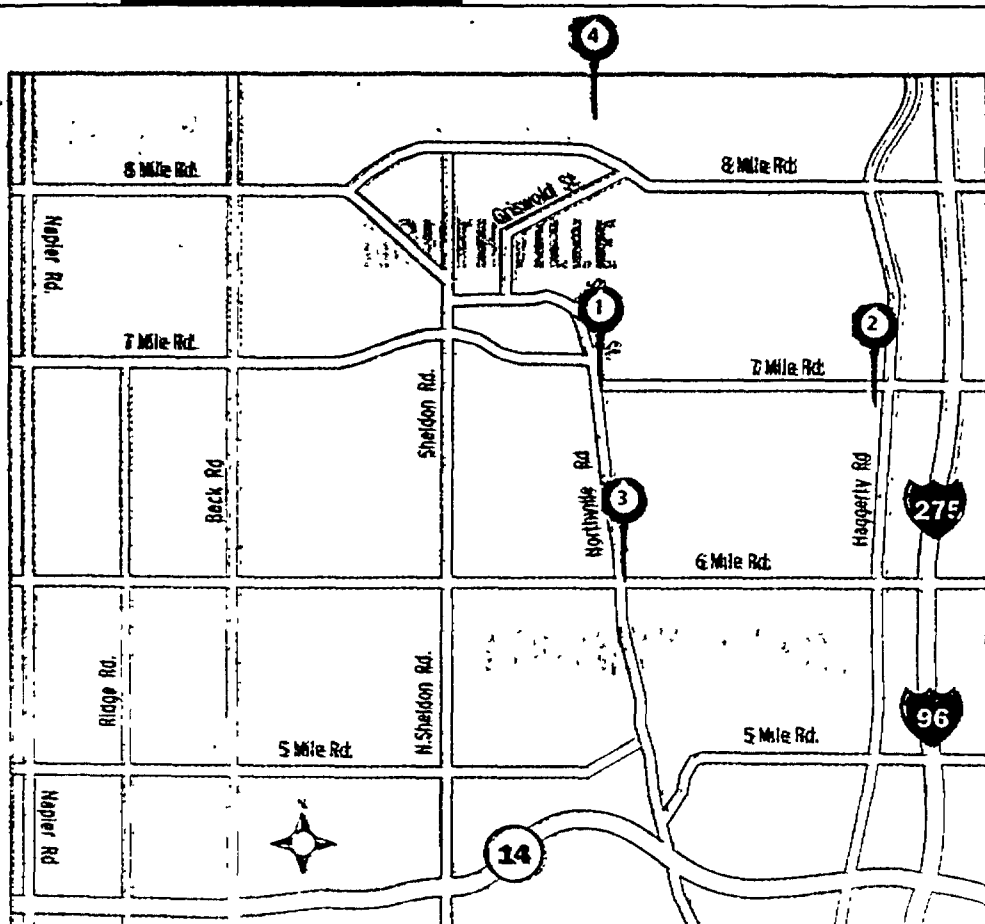 4
8 Mile Rd.
8 Mile Rd.
Griswold St
Napier Rd.
1
2
7 Mile Rd.
St.
7 Mile Rd.
Sheldon Rd.
Beck Rd
Northville Rd
Haggerty Rd
3
275
6 Mile Rd.
Ridge Rd.
N.Sheldon Rd.
96
5 Mile Rd.
5 Mile Rd.
Napier Rd
14